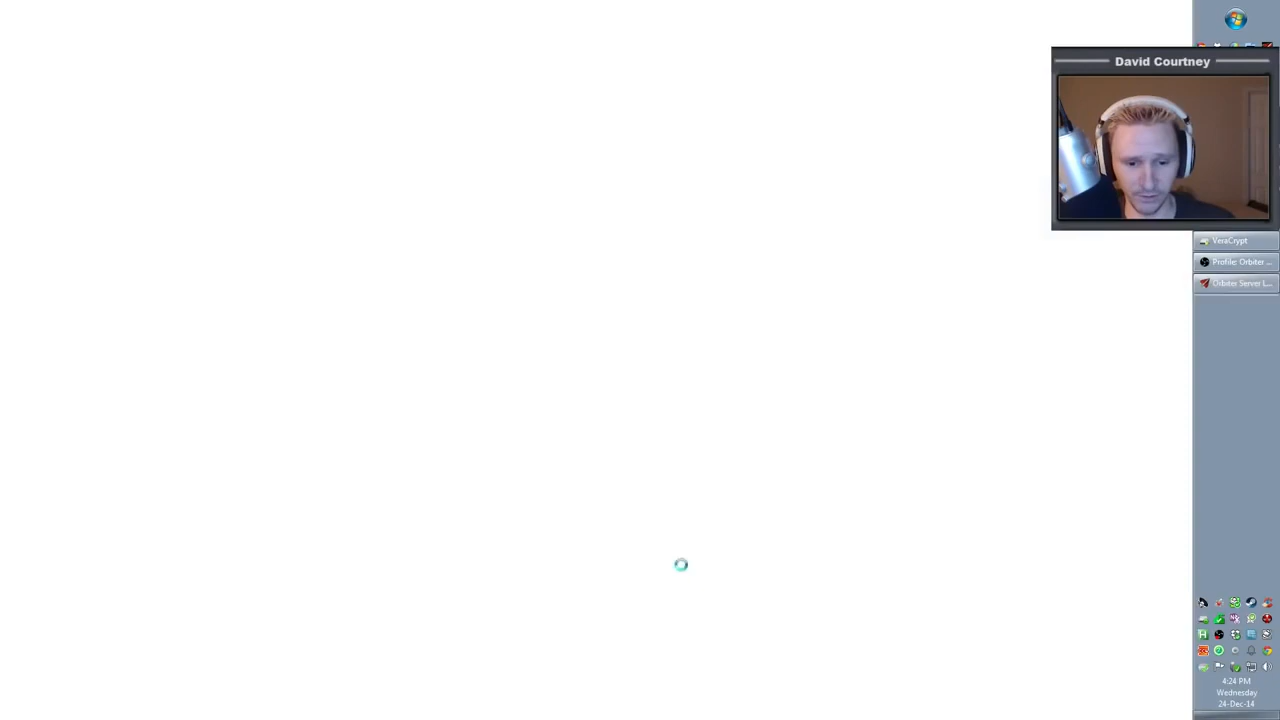 David Courtney
VeraCrypt
Profile: Orbiter ...
Orbiter Server L...
4:24 PM
Wednesday
24-Dec-14